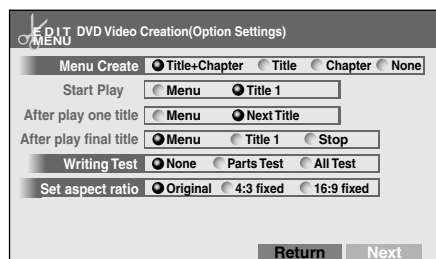 EDIT MENU DVD Video Creation(Option Settings)
Menu Create Title+Chapter Title Chapter None
Start Play Menu Title 1
After play one title Menu Next Title
After play final title Menu Title 1 Stop
Writing Test None Parts Test All Test
Set aspect ratio Original 4:3 fixed 16:9 fixed
Return Next